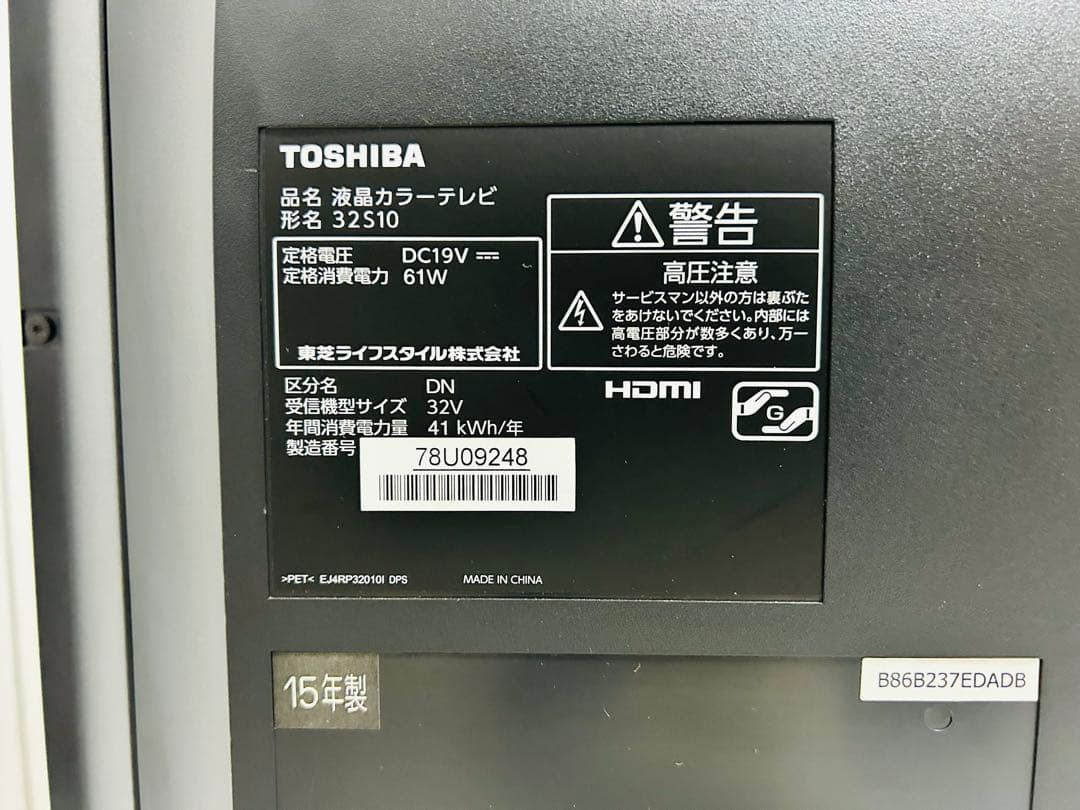 TOSHIBA
品名 液晶カラーテレビ
形名 32S10
定格電圧 DC19V
定格消費電力 61W
東芝ライフスタイル株式会社
警告
高圧注意
サービスマン以外の方は裏ぶた
をあけないでください。内部には
高電圧部分が数多くあり、万一
さわると危険です。
HDMI
G
区分名 DN
受信機型サイズ 32V
年間消費電力量 41 kWh/年
製造番号 78U09248
>PET< EJ4RP32010I DPS MADE IN CHINA
15年製
B86B237EDADB